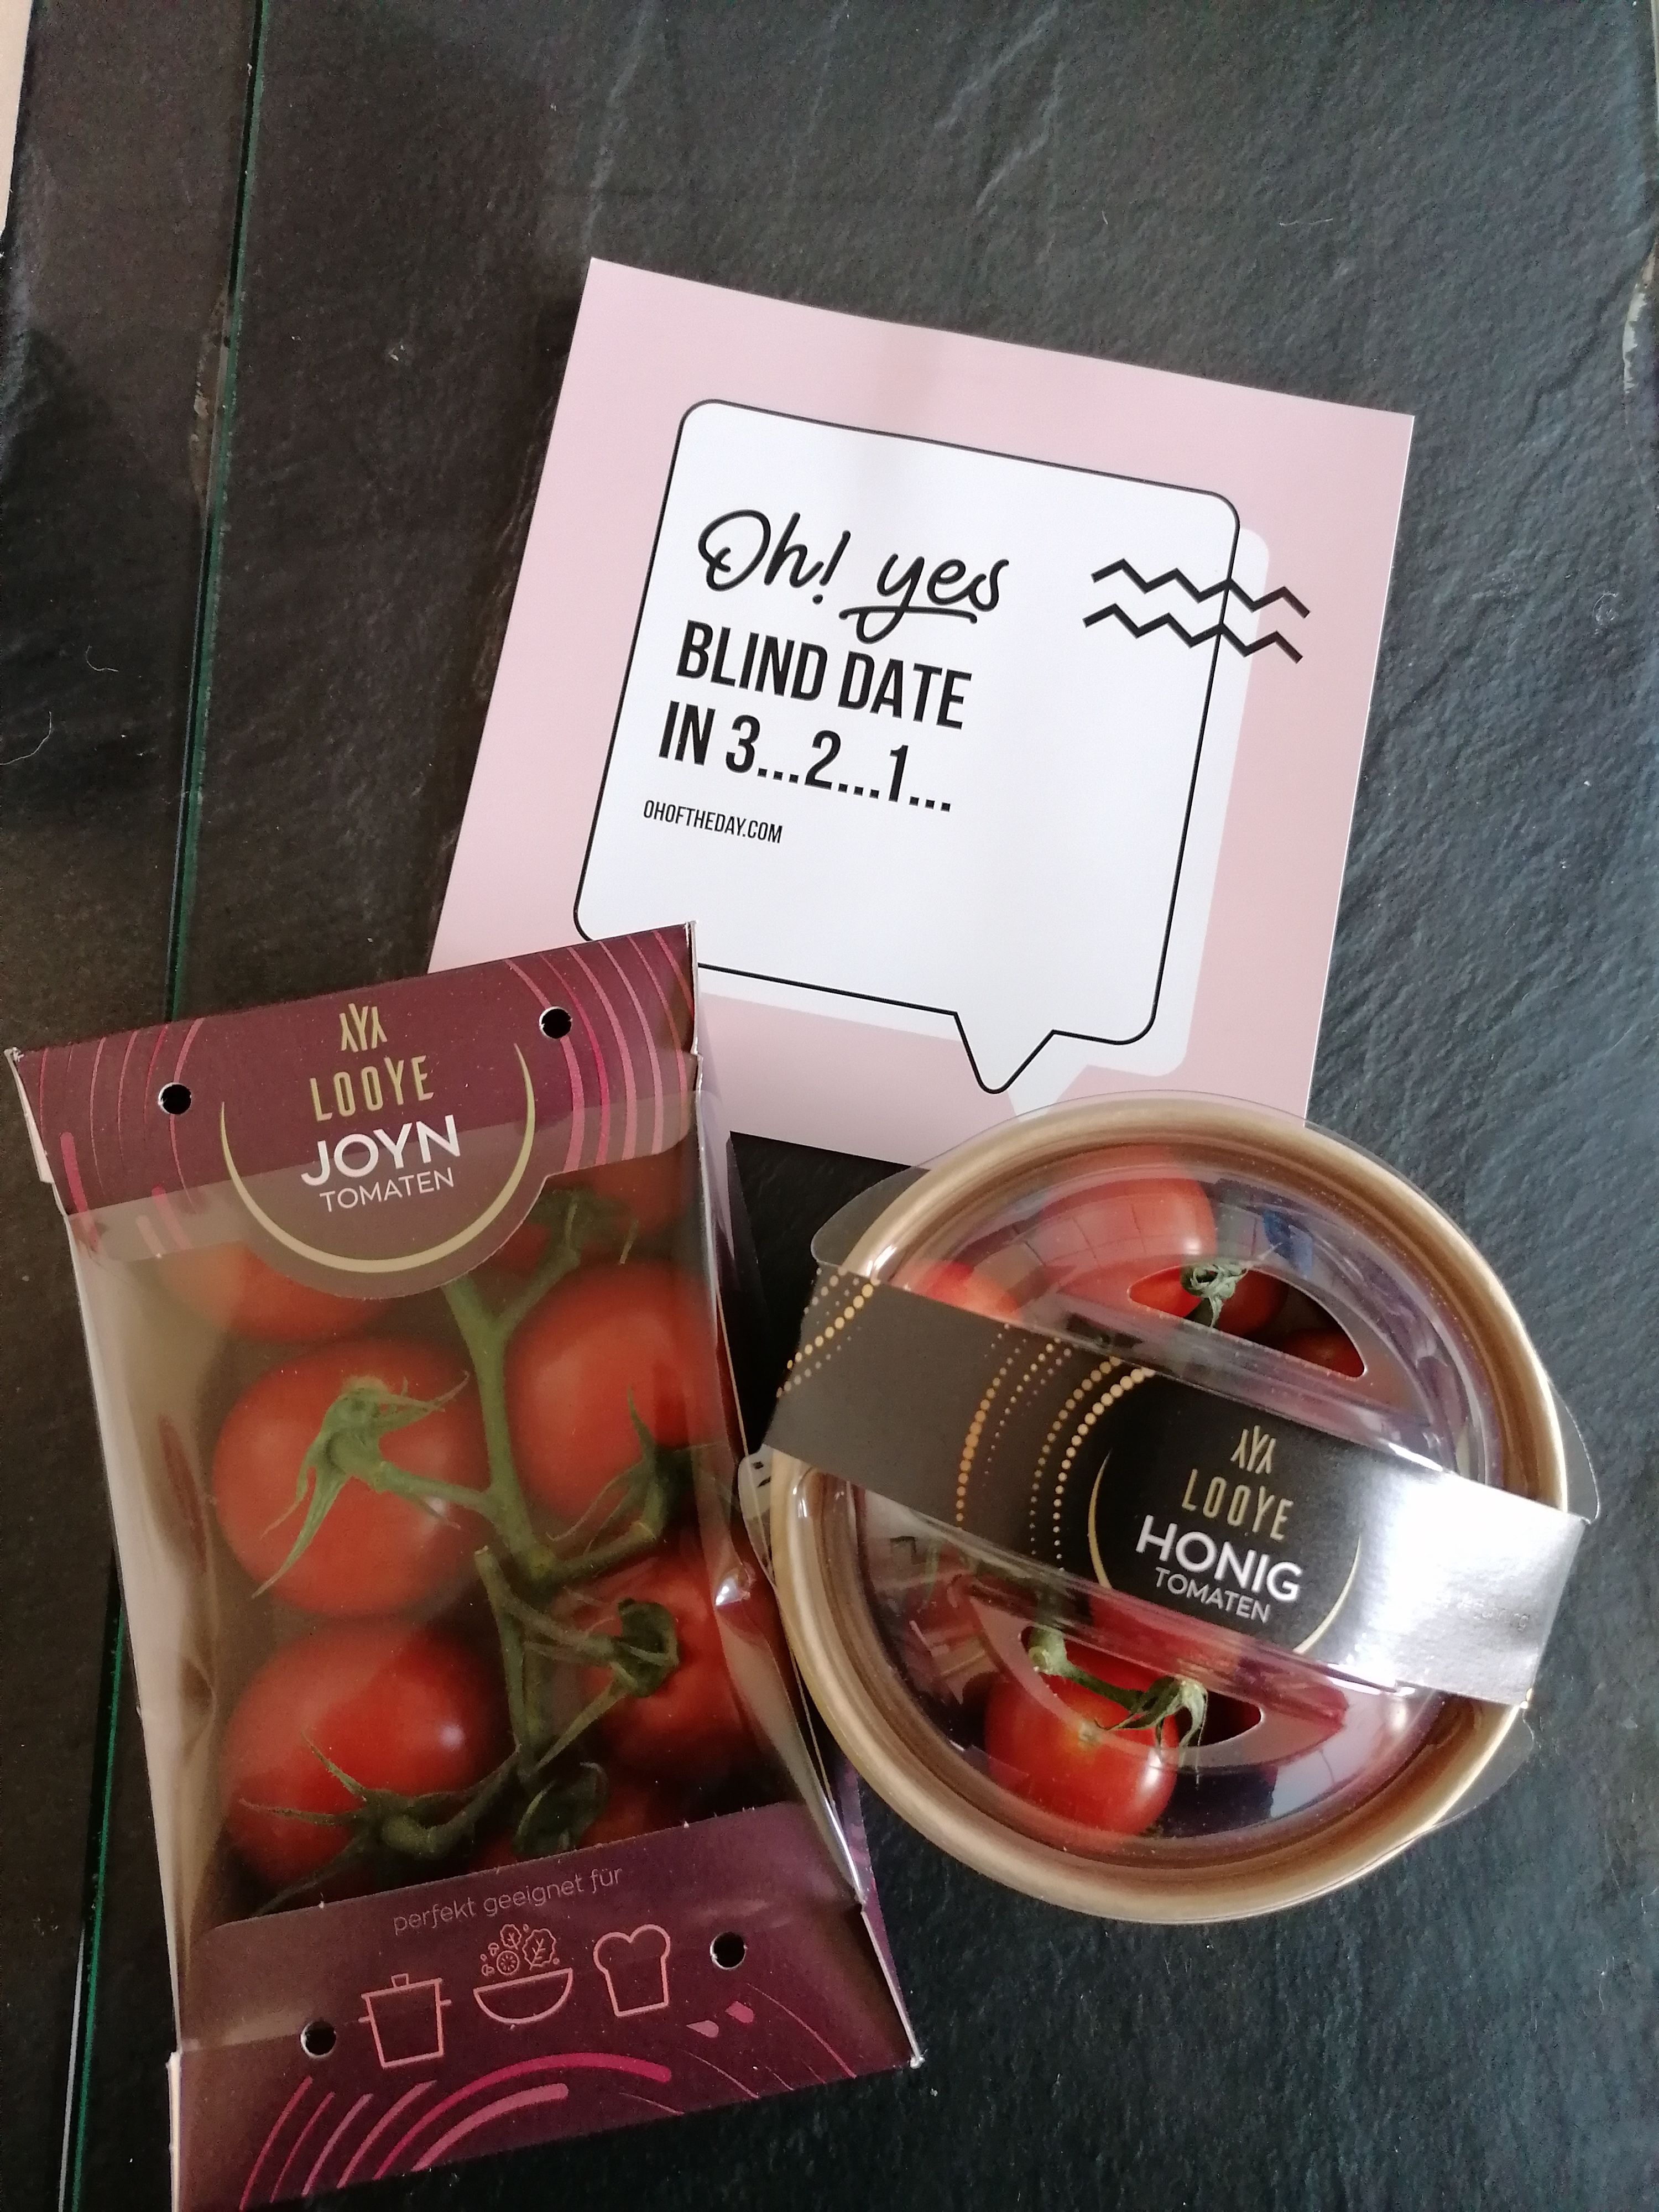 Oh! yes
BLIND DATE
IN 3...2...1...
OHOFTHEDAY.COM
LOOYE
JOYN
TOMATEN
perfekt geeignet für
LOOYE
HONIG
TOMATEN